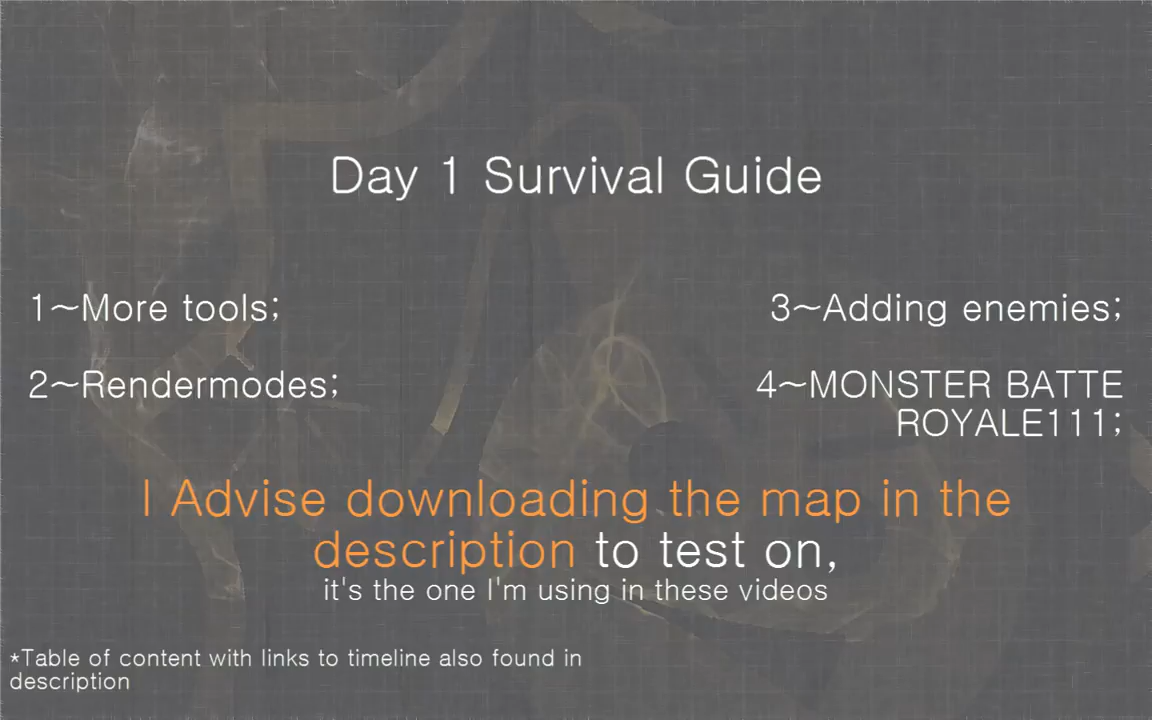 Day 1 Survival Guide
1~More tools;
2~Rendermodes;
3~Adding enemies;
4~MONSTER BATTE
ROYALE111;
I Advise downloading the map in the
description to test on,
it's the one I'm using in these videos
*Table of content with links to timeline also found in
description